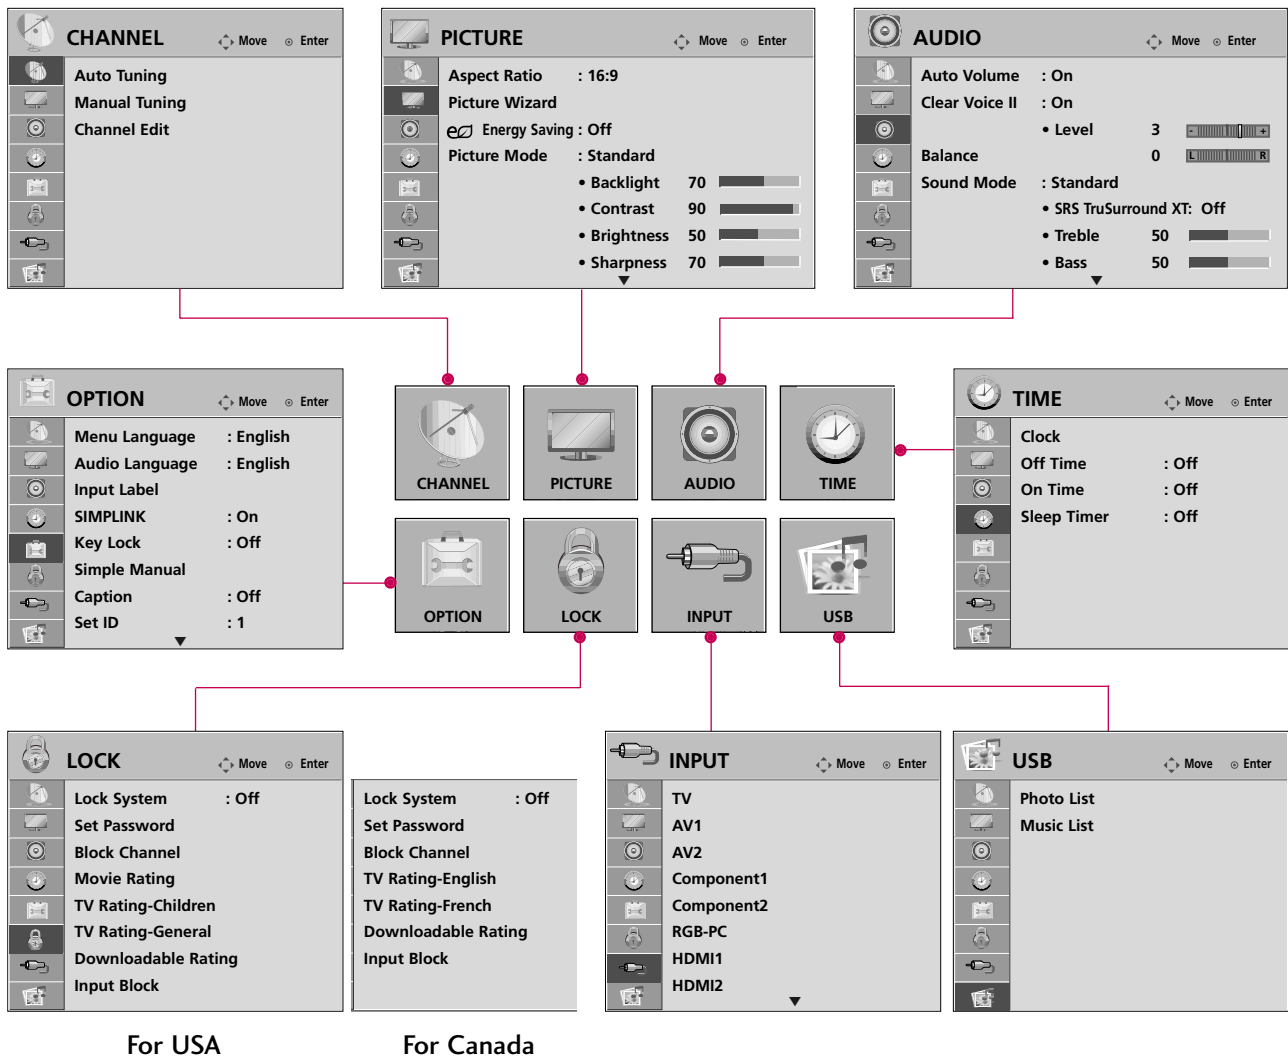 CHANNEL Move Enter
Auto Tuning
Manual Tuning
Channel Edit
PICTURE Move Enter
Aspect Ratio : 16:9
Picture Wizard
Energy Saving : Off
Picture Mode : Standard
• Backlight 70
• Contrast 90
• Brightness 50
• Sharpness 70
AUDIO Move Enter
Auto Volume : On
Clear Voice II : On
• Level 3 - +
Balance 0 L R
Sound Mode : Standard
• SRS TruSurround XT: Off
• Treble 50
• Bass 50
OPTION Move Enter
Menu Language : English
Audio Language : English
Input Label
SIMPLINK : On
Key Lock : Off
Simple Manual
Caption : Off
Set ID : 1
CHANNEL
PICTURE
AUDIO
TIME
OPTION
LOCK
INPUT
USB
TIME Move Enter
Clock
Off Time : Off
On Time : Off
Sleep Timer : Off
LOCK Move Enter
Lock System : Off
Set Password
Block Channel
Movie Rating
TV Rating-Children
TV Rating-General
Downloadable Rating
Input Block
For USA
Lock System : Off
Set Password
Block Channel
TV Rating-English
TV Rating-French
Downloadable Rating
Input Block
For Canada
INPUT Move Enter
TV
AV1
AV2
Component1
Component2
RGB-PC
HDMI1
HDMI2
USB Move Enter
Photo List
Music List